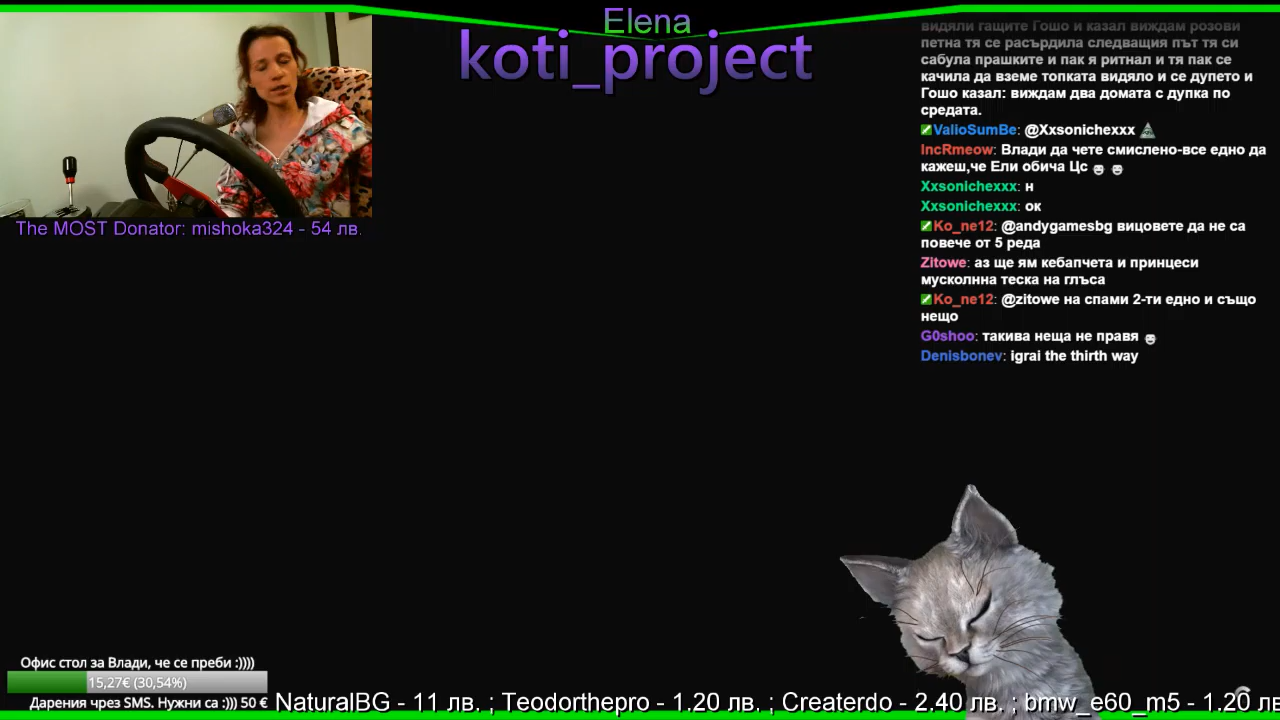 Elena
koti_project
The MOST Donator: mishoka324 - 54 лв.
видяли гащите Гошо и казал виждам розови
петна тя се расърдила следващия път тя си
сабула прашките и пак я ритнал и тя пак се
качила да вземе топката видяло и се дупето и
Гошо казал: виждам два домата с дупка по
средата.
ValioSumBe: @Xxsonichexxx
IncRmeow: Влади да чете смислено-все едно да
кажеш,че Ели обича Цс
Xxsonichexxx: н
Xxsonichexxx: ок
Ko_ne12: @andygamesbg вицовете да не са
повече от 5 реда
Zitowe: аз ще ям кебапчета и принцеси
мусколнна теска на глъса
Ko_ne12: @zitowe на спами 2-ти едно и също
нещо
G0shoo: такива неща не правя
Denisbonev: igrai the thirth way
Офис стол за Влади, че се преби :))))
15,27€ (30,54%)
Дарения чрез SMS. Нужни са :))) 50 €
NaturalBG - 11 лв. ; Teodorthepro - 1.20 лв. ; Createrdo - 2.40 лв. ; bmw_e60_m5 - 1.20 лв